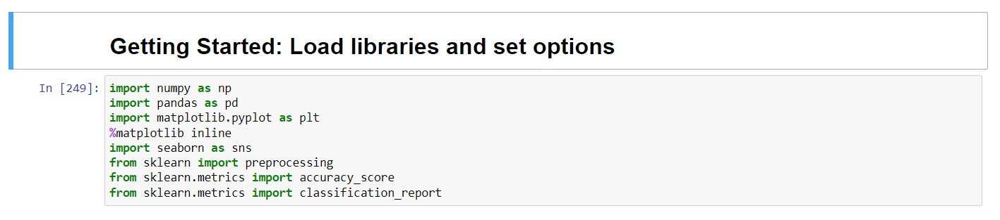 Getting Started: Load libraries and set options
In [249]:
import numpy as np
import pandas as pd
import matplotlib.pyplot as plt
%matplotlib inline
import seaborn as sns
from sklearn import preprocessing
from sklearn.metrics import accuracy_score
from sklearn.metrics import classification_report